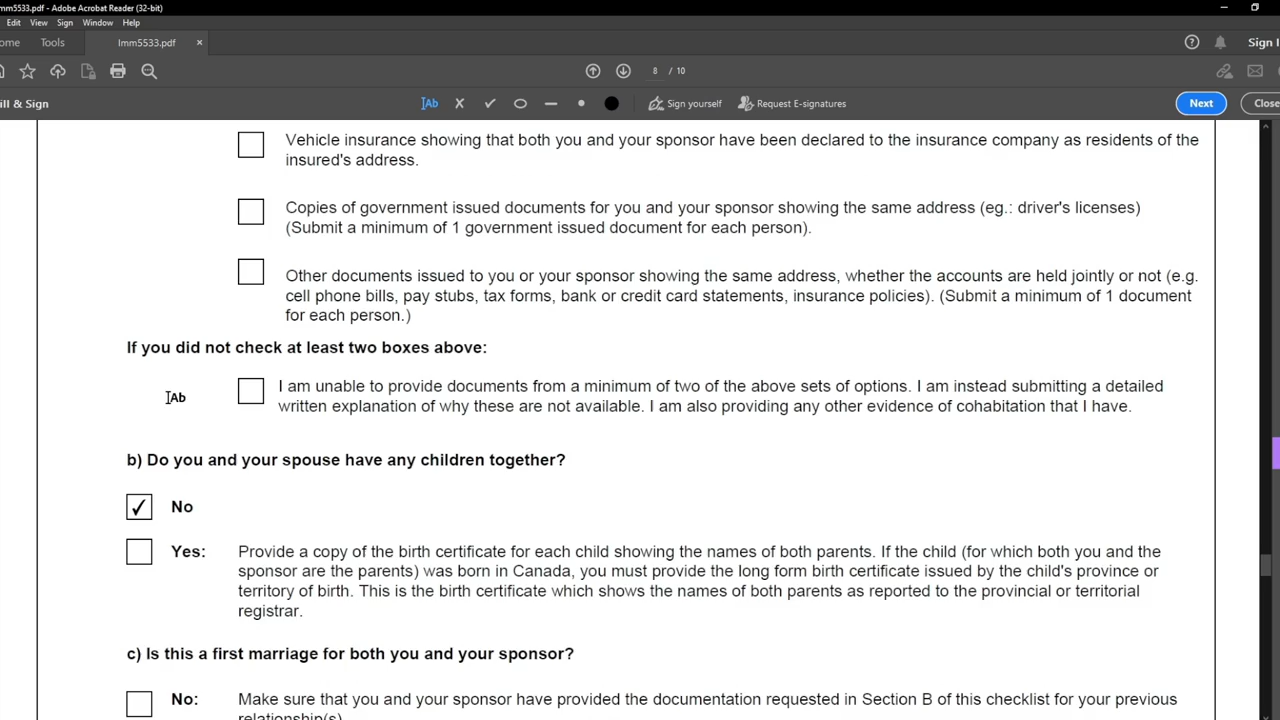 Imm5533.pdf - Adobe Acrobat Reader (32-bit)
Edit View Sign Window Help
ome Tools Imm5533.pdf × ? Sign I
8 / 10
ill & Sign Ab Sign yourself Request E-signatures Next Close
Vehicle insurance showing that both you and your sponsor have been declared to the insurance company as residents of the
insured's address.
Copies of government issued documents for you and your sponsor showing the same address (eg.: driver's licenses)
(Submit a minimum of 1 government issued document for each person).
Other documents issued to you or your sponsor showing the same address, whether the accounts are held jointly or not (e.g.
cell phone bills, pay stubs, tax forms, bank or credit card statements, insurance policies). (Submit a minimum of 1 document
for each person.)
If you did not check at least two boxes above:
Ab
I am unable to provide documents from a minimum of two of the above sets of options. I am instead submitting a detailed
written explanation of why these are not available. I am also providing any other evidence of cohabitation that I have.
b) Do you and your spouse have any children together?
✓ No
Yes: Provide a copy of the birth certificate for each child showing the names of both parents. If the child (for which both you and the
sponsor are the parents) was born in Canada, you must provide the long form birth certificate issued by the child's province or
territory of birth. This is the birth certificate which shows the names of both parents as reported to the provincial or territorial
registrar.
c) Is this a first marriage for both you and your sponsor?
No: Make sure that you and your sponsor have provided the documentation requested in Section B of this checklist for your previous
relationship(s).